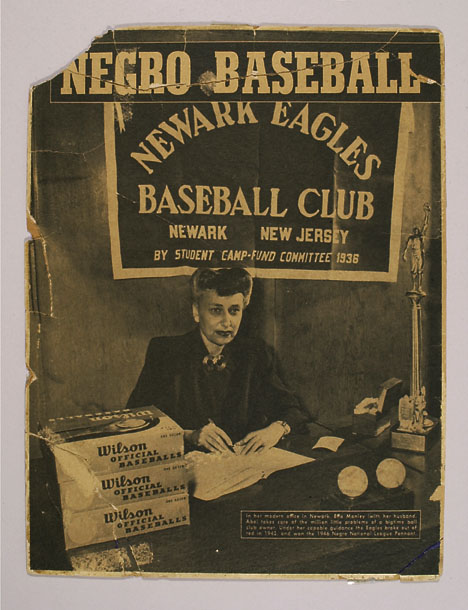 NEGRO BASEBALL
NEWARK EAGLES
BASEBALL CLUB
NEWARK NEW JERSEY
BY STUDENT CAMP-FUND COMMITTEE 1936
BASEBALLS
Wilson
OFFICIAL
BASEBALLS
Wilson
OFFICIAL
BASEBALLS
Wilson
OFFICIAL
BASEBALLS
In her modern office in Newark, Effa Manley (with her husband,
Abe) takes care of the million little problems of a bigtime ball
club owner. Under her capable guidance the Eagles broke out of
red in 1942, and won the 1946 Negro National League Pennant.